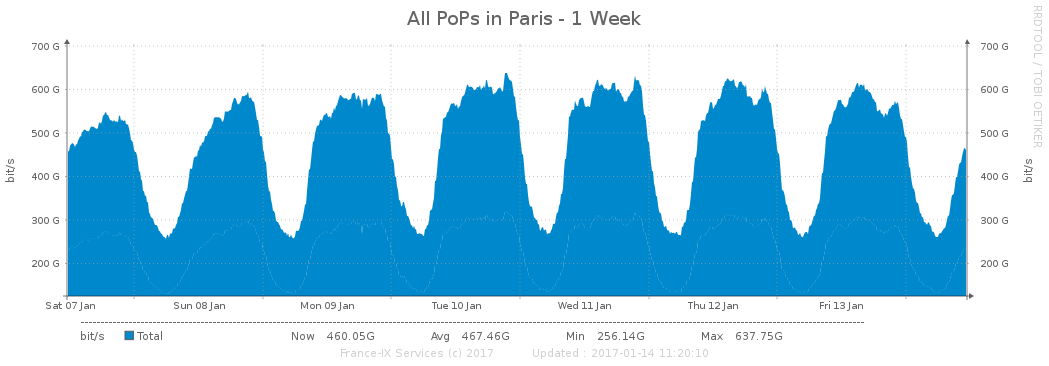 All PoPs in Paris - 1 Week
RRDTOOL / TOBI OETIKER
700 G 700 G
600 G 600 G
500 G 500 G
400 G 400 G
300 G 300 G
200 G 200 G
bit/s bit/s
Sat 07 Jan Sun 08 Jan Mon 09 Jan Tue 10 Jan Wed 11 Jan Thu 12 Jan Fri 13 Jan
bit/s Total Now 460.05G Avg 467.46G Min 256.14G Max 637.75G
France-IX Services (c) 2017 Updated : 2017-01-14 11:20:10